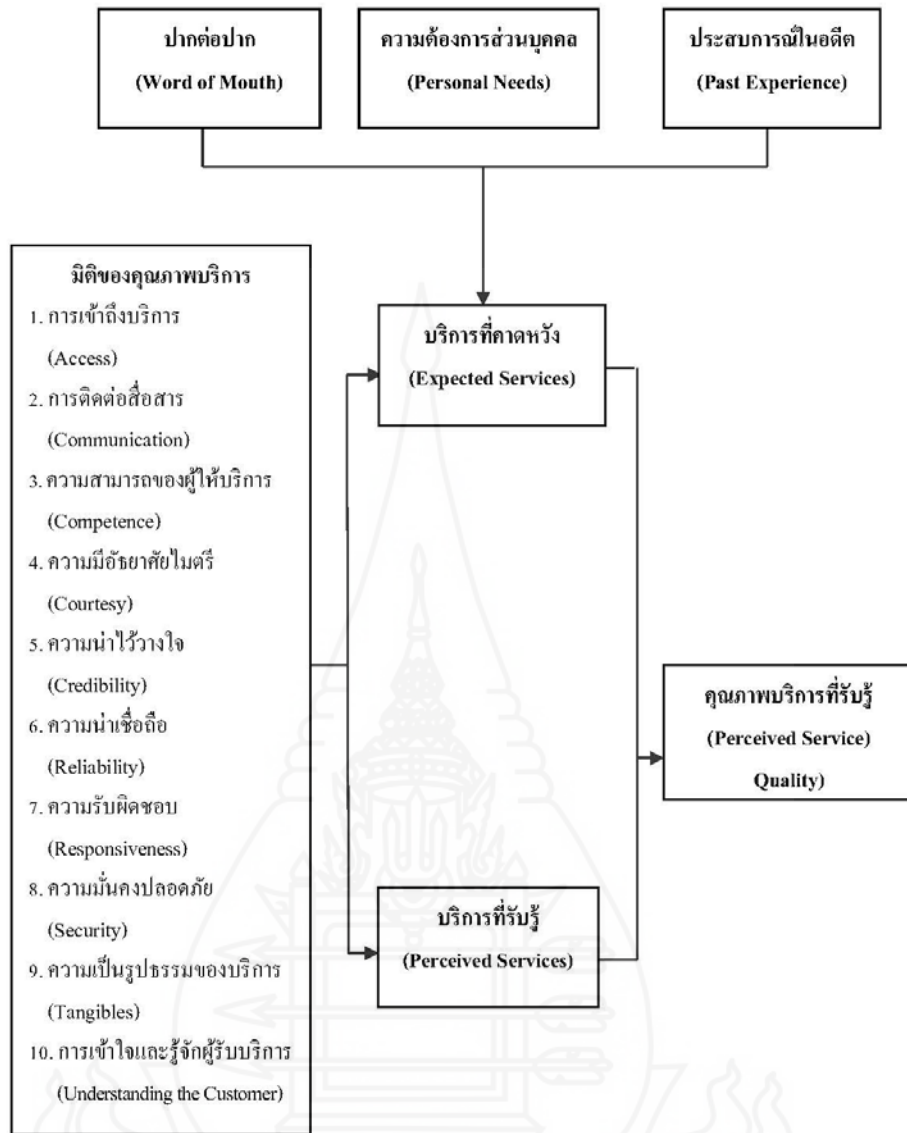 ปากต่อปาก
(Word of Mouth)
ความต้องการส่วนบุคคล
(Personal Needs)
ประสบการณ์ในอดีต
(Past Experience)
มิติของคุณภาพบริการ
1. การเข้าถึงบริการ
(Access)
2. การติดต่อสื่อสาร
(Communication)
3. ความสามารถของผู้ให้บริการ
(Competence)
4. ความมีอัธยาศัยไมตรี
(Courtesy)
5. ความน่าไว้วางใจ
(Credibility)
6. ความน่าเชื่อถือ
(Reliability)
7. ความรับผิดชอบ
(Responsiveness)
8. ความมั่นคงปลอดภัย
(Security)
9. ความเป็นรูปธรรมของบริการ
(Tangibles)
10. การเข้าใจและรู้จักผู้รับบริการ
(Understanding the Customer)
บริการที่คาดหวัง
(Expected Services)
บริการที่รับรู้
(Perceived Services)
คุณภาพบริการที่รับรู้
(Perceived Service)
Quality)